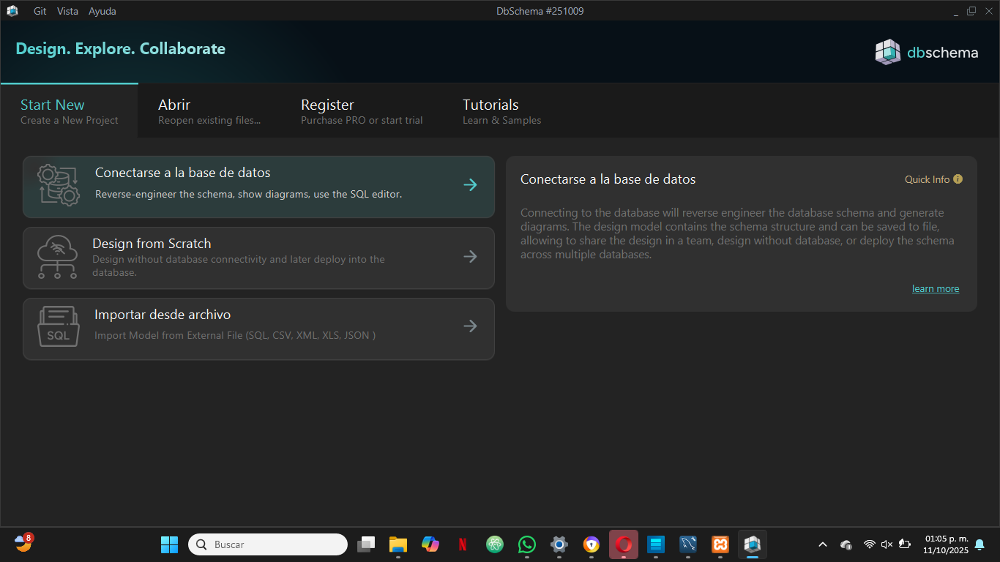 Git Vista Ayuda DbSchema #251009
Design. Explore. Collaborate
dbschema
Start New
Create a New Project
Abrir
Reopen existing files...
Register
Purchase PRO or start trial
Tutorials
Learn & Samples
Conectarse a la base de datos
Reverse-engineer the schema, show diagrams, use the SQL editor.
Design from Scratch
Design without database connectivity and later deploy into the
database.
SQL
Importar desde archivo
Import Model from External File (SQL, CSV, XML, XLS, JSON )
Conectarse a la base de datos
Quick Info
Connecting to the database will reverse engineer the database schema and generate
diagrams. The design model contains the schema structure and can be saved to file,
allowing to share the design in a team, design without database, or deploy the schema
across multiple databases.
learn more
8
Buscar
N
01:05 p. m.
11/10/2025